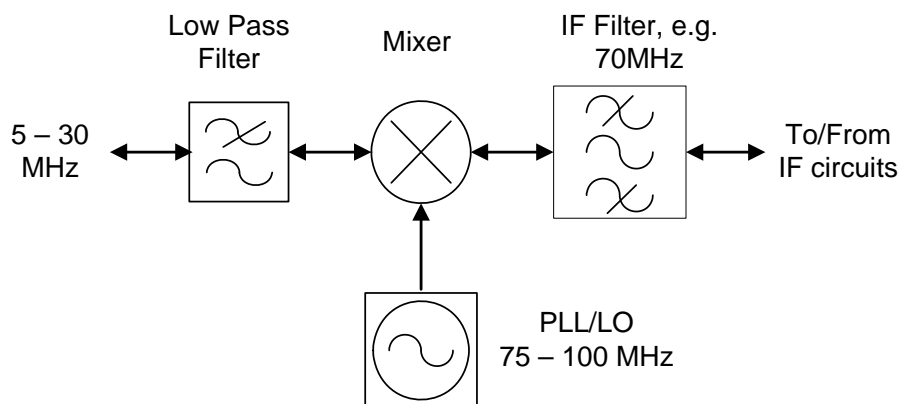 Low Pass
Filter
Mixer
IF Filter, e.g.
70MHz
5 – 30
MHz
To/From
IF circuits
PLL/LO
75 – 100 MHz